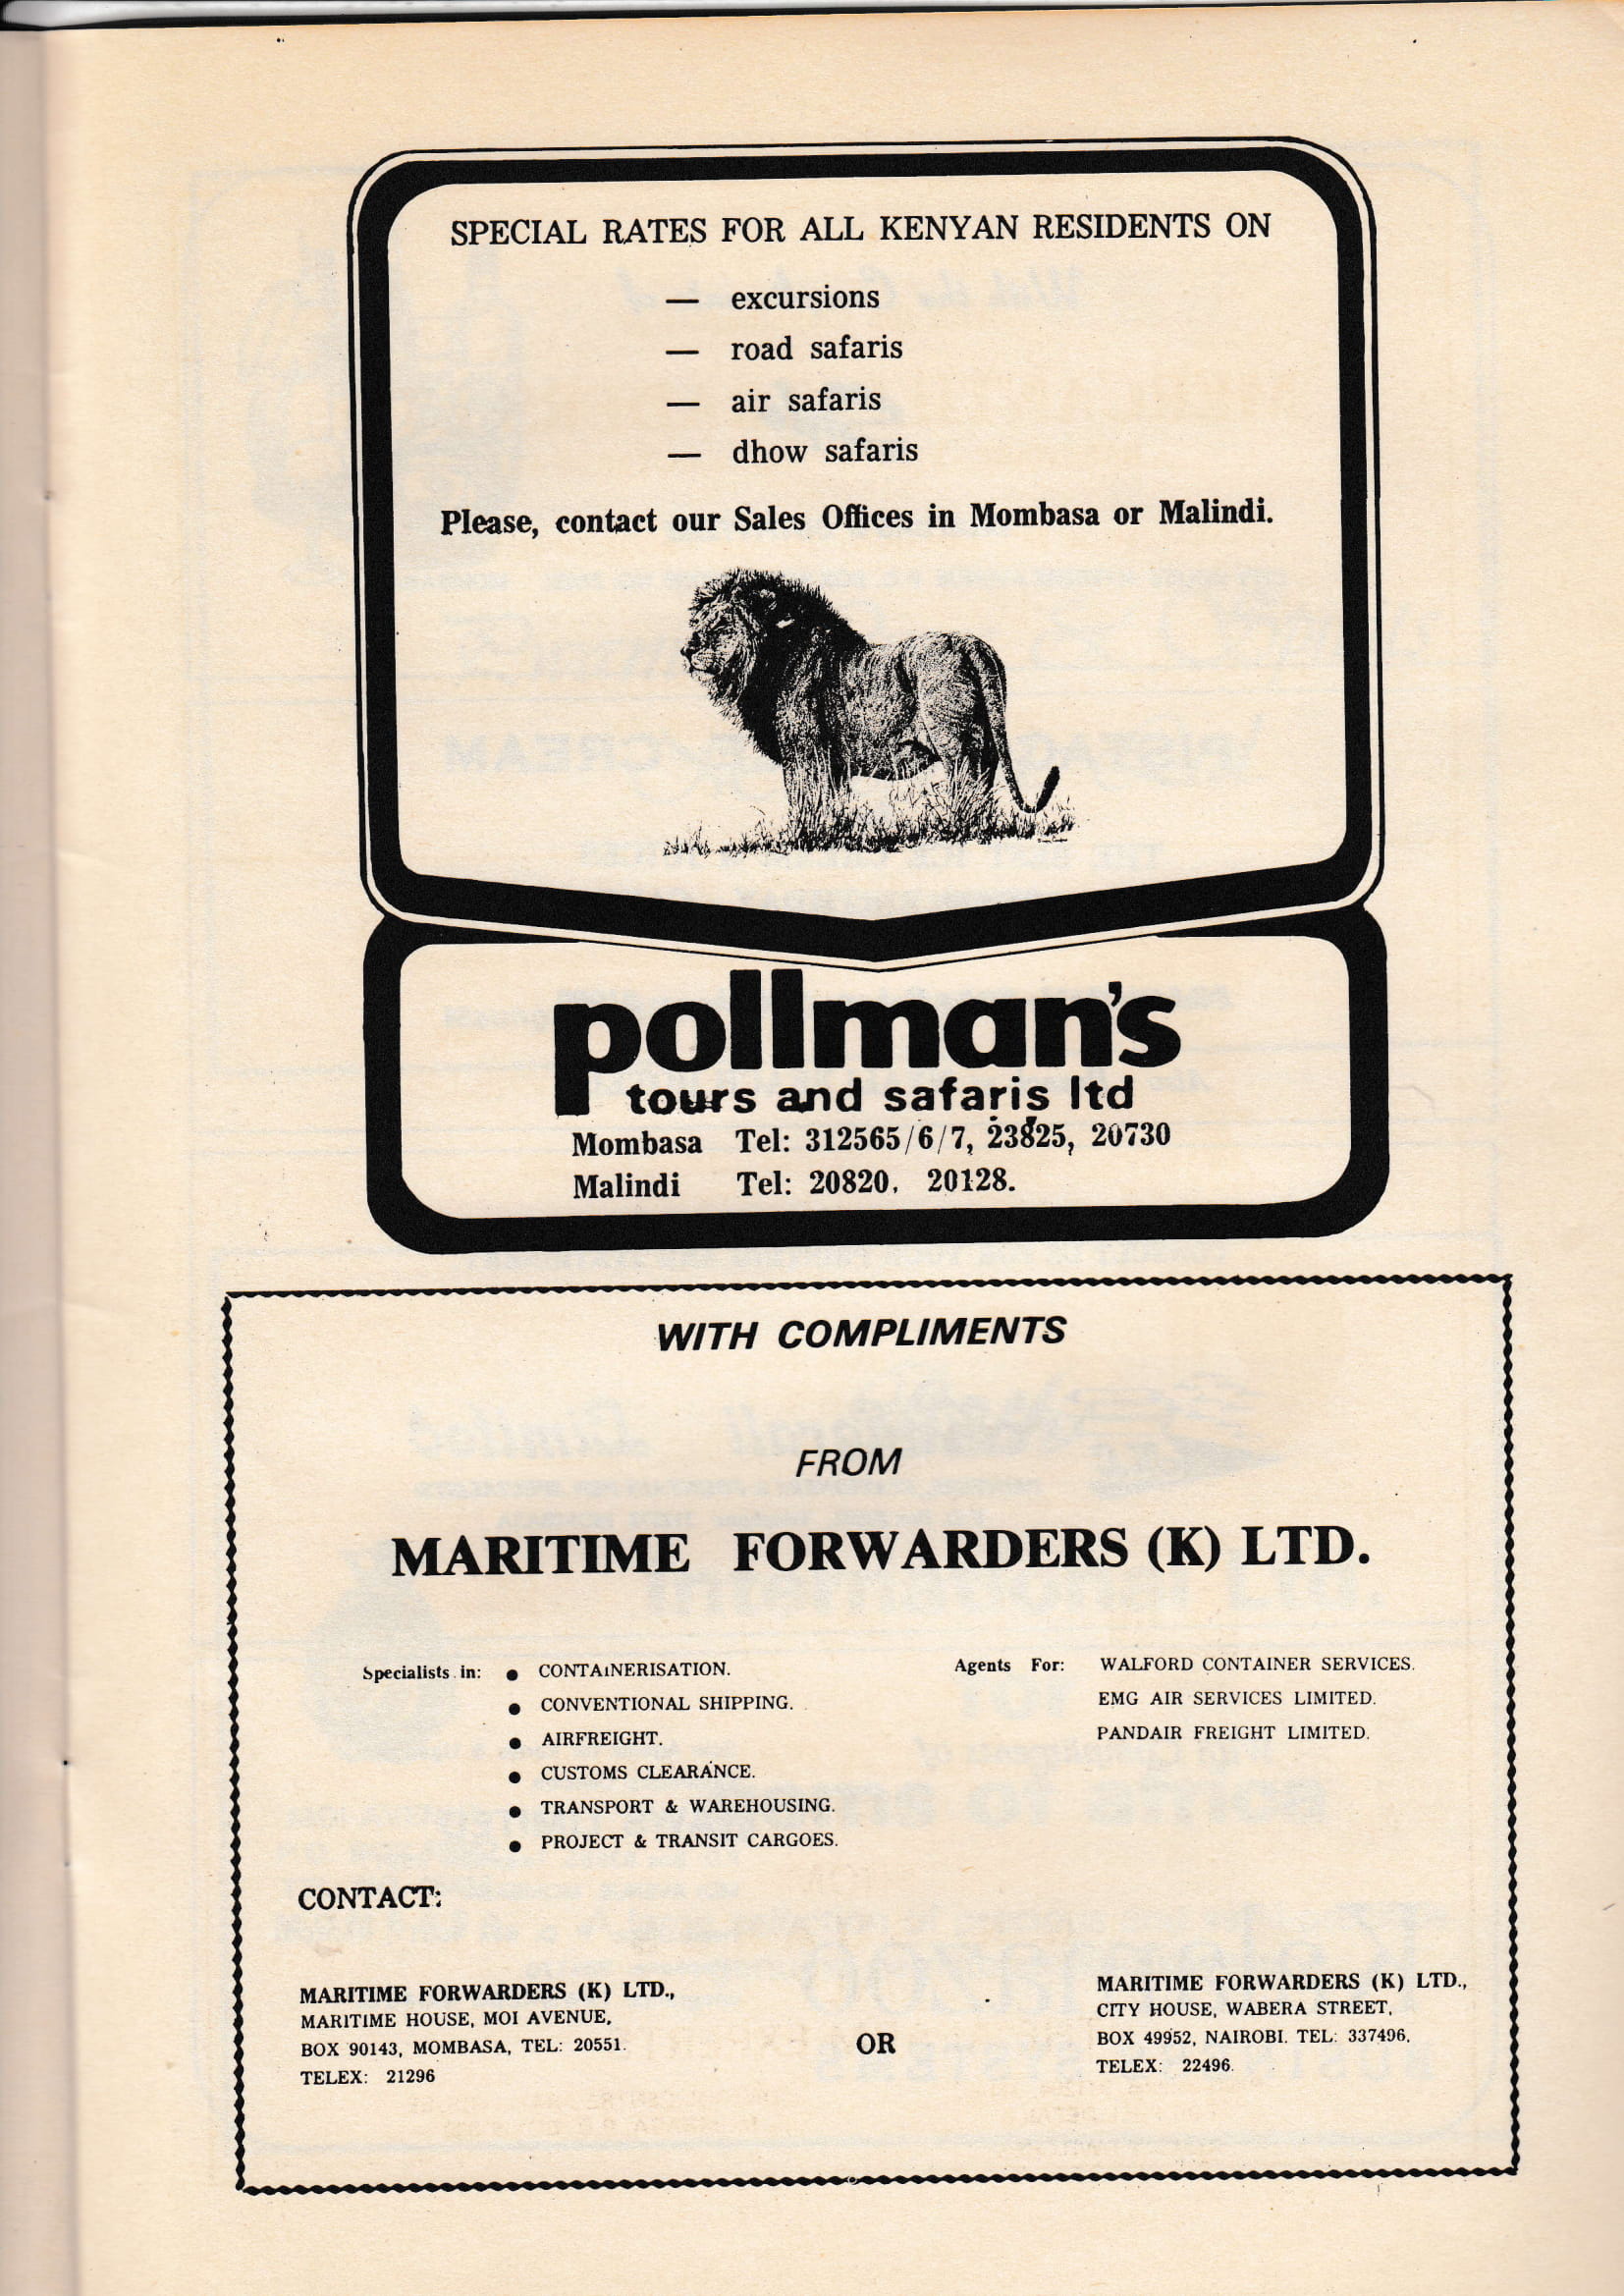 SPECIAL RATES FOR ALL KENYAN RESIDENTS ON
— excursions
— road safaris
— air safaris
— dhow safaris
Please, contact our Sales Offices in Mombasa or Malindi.
pollman's
tours and safaris ltd
Mombasa Tel: 312565/6/7, 23825, 20730
Malindi Tel: 20820, 20128.
WITH COMPLIMENTS
FROM
MARITIME FORWARDERS (K) LTD.
Specialists in:
● CONTAINERISATION.
● CONVENTIONAL SHIPPING.
● AIRFREIGHT.
● CUSTOMS CLEARANCE.
● TRANSPORT & WAREHOUSING.
● PROJECT & TRANSIT CARGOES.
Agents For: WALFORD CONTAINER SERVICES.
EMG AIR SERVICES LIMITED.
PANDAIR FREIGHT LIMITED.
CONTACT:
MARITIME FORWARDERS (K) LTD.,
MARITIME HOUSE, MOI AVENUE,
BOX 90143, MOMBASA, TEL: 20551.
TELEX: 21296
OR
MARITIME FORWARDERS (K) LTD.,
CITY HOUSE, WABERA STREET,
BOX 49952, NAIROBI. TEL: 337496.
TELEX: 22496.